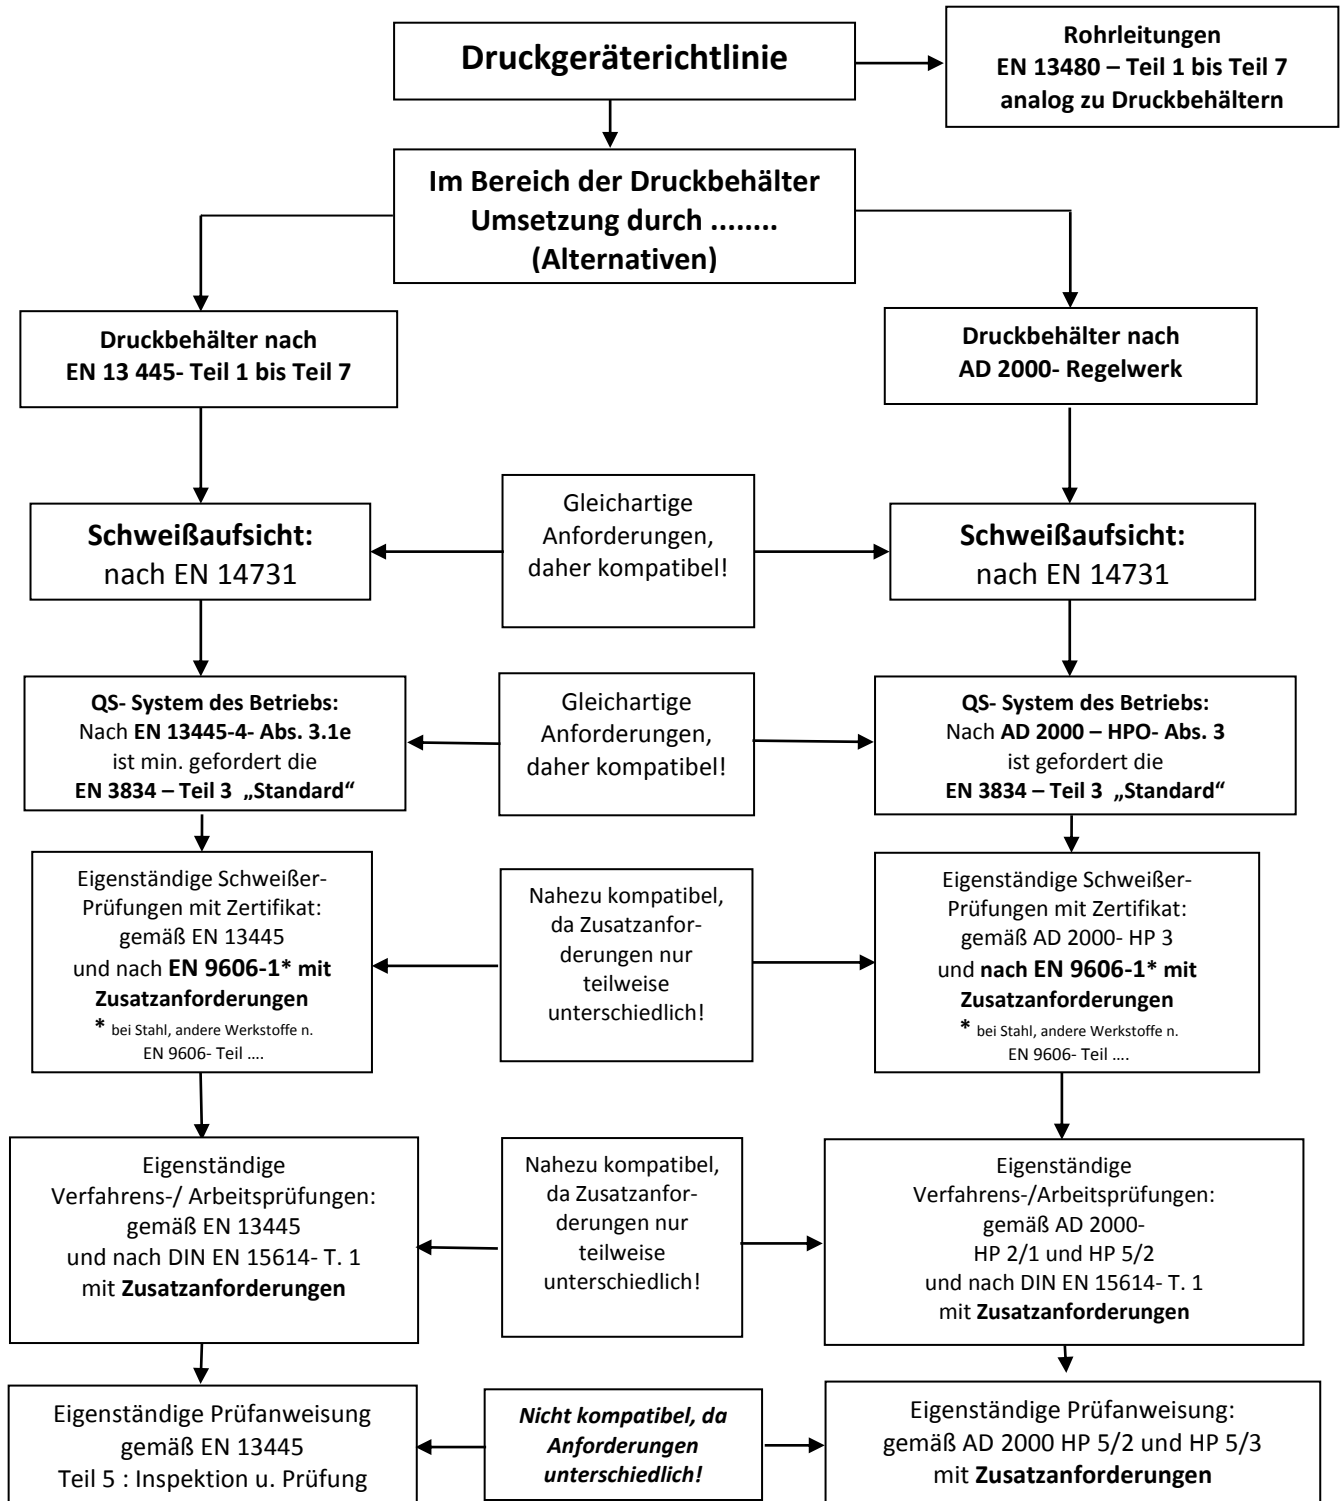 Druckgeräterichtlinie
Rohrleitungen
EN 13480 – Teil 1 bis Teil 7
analog zu Druckbehältern
Im Bereich der Druckbehälter
Umsetzung durch ........
(Alternativen)
Druckbehälter nach
EN 13 445- Teil 1 bis Teil 7
Druckbehälter nach
AD 2000- Regelwerk
Schweißaufsicht:
nach EN 14731
Gleichartige
Anforderungen,
daher kompatibel!
Schweißaufsicht:
nach EN 14731
QS- System des Betriebs:
Nach EN 13445-4- Abs. 3.1e
ist min. gefordert die
EN 3834 – Teil 3 „Standard“
Gleichartige
Anforderungen,
daher kompatibel!
QS- System des Betriebs:
Nach AD 2000 – HPO- Abs. 3
ist gefordert die
EN 3834 – Teil 3 „Standard“
Eigenständige Schweißer-
Prüfungen mit Zertifikat:
gemäß EN 13445
und nach EN 9606-1* mit
Zusatzanforderungen
* bei Stahl, andere Werkstoffe n.
EN 9606- Teil ....
Nahezu kompatibel,
da Zusatzanfor-
derungen nur
teilweise
unterschiedlich!
Eigenständige Schweißer-
Prüfungen mit Zertifikat:
gemäß AD 2000- HP 3
und nach EN 9606-1* mit
Zusatzanforderungen
* bei Stahl, andere Werkstoffe n.
EN 9606- Teil ....
Eigenständige
Verfahrens-/ Arbeitsprüfungen:
gemäß EN 13445
und nach DIN EN 15614- T. 1
mit Zusatzanforderungen
Nahezu kompatibel,
da Zusatzanfor-
derungen nur
teilweise
unterschiedlich!
Eigenständige
Verfahrens-/Arbeitsprüfungen:
gemäß AD 2000-
HP 2/1 und HP 5/2
und nach DIN EN 15614- T. 1
mit Zusatzanforderungen
Eigenständige Prüfanweisung
gemäß EN 13445
Teil 5 : Inspektion u. Prüfung
Nicht kompatibel, da
Anforderungen
unterschiedlich!
Eigenständige Prüfanweisung:
gemäß AD 2000 HP 5/2 und HP 5/3
mit Zusatzanforderungen